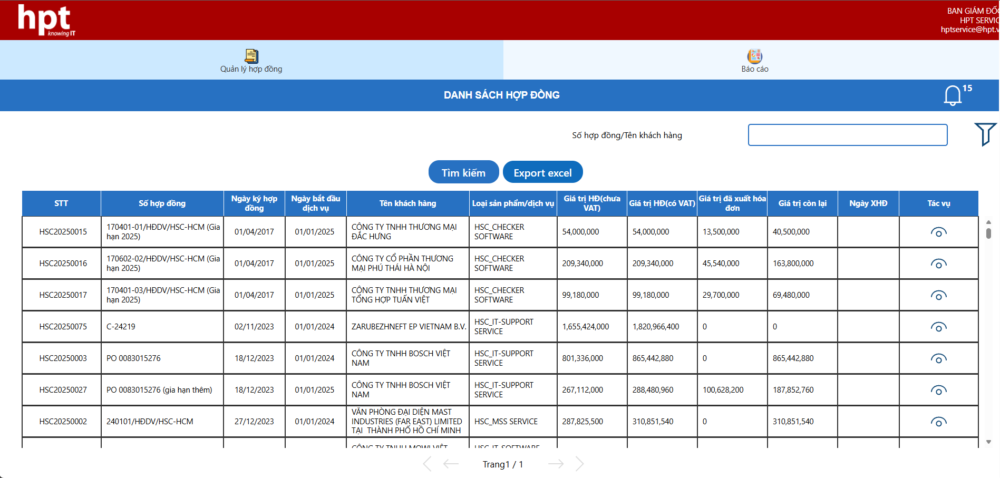 hpt
knowing IT
BAN GIÁM ĐỐC
HPT SERVIC
hptservice@hpt.v
Quản lý hợp đồng
Báo cáo
DANH SÁCH HỢP ĐỒNG
15
Số hợp đồng/Tên khách hàng
Tìm kiếm
Export excel
STT
Số hợp đồng
Ngày ký hợp
đồng
Ngày bắt đầu
dịch vụ
Tên khách hàng
Loại sản phẩm/dịch vụ
Giá trị HĐ(chưa
VAT)
Giá trị HĐ(có VAT)
Giá trị đã xuất hóa
đơn
Giá trị còn lại
Ngày XHĐ
Tác vụ
HSC20250015
170401-01/HĐDV/HSC-HCM (Gia
hạn 2025)
01/04/2017
01/01/2025
CÔNG TY TNHH THƯƠNG MẠI
ĐẮC HƯNG
HSC_CHECKER
SOFTWARE
54,000,000
54,000,000
13,500,000
40,500,000
HSC20250016
170602-02/HĐDV/HSC-HCM (Gia
hạn 2025)
01/04/2017
01/01/2025
CÔNG TY CỔ PHẦN THƯƠNG
MẠI PHÚ THÁI HÀ NỘI
HSC_CHECKER
SOFTWARE
209,340,000
209,340,000
45,540,000
163,800,000
HSC20250017
170401-03/HĐDV/HSC-HCM (Gia
hạn 2025)
01/04/2017
01/01/2025
CÔNG TY TNHH THƯƠNG MẠI
TỔNG HỢP TUẤN VIỆT
HSC_CHECKER
SOFTWARE
99,180,000
99,180,000
29,700,000
69,480,000
HSC20250075
C-24219
02/11/2023
01/01/2024
ZARUBEZHNEFT EP VIETNAM B.V.
HSC_IT-SUPPORT
SERVICE
1,655,424,000
1,820,966,400
0
0
HSC20250003
PO 0083015276
18/12/2023
01/01/2024
CÔNG TY TNHH BOSCH VIỆT
NAM
HSC_IT-SUPPORT
SERVICE
801,336,000
865,442,880
0
865,442,880
HSC20250027
PO 0083015276 (gia hạn thêm)
18/12/2023
01/01/2025
CÔNG TY TNHH BOSCH VIỆT
NAM
HSC_IT-SUPPORT
SERVICE
267,112,000
288,480,960
100,628,200
187,852,760
HSC20250002
240101/HĐDV/HSC-HCM
27/12/2023
01/01/2024
VĂN PHÒNG ĐẠI DIỆN MAST
INDUSTRIES (FAR EAST) LIMITED
TẠI THÀNH PHỐ HỒ CHÍ MINH
HSC_MSS SERVICE
287,825,500
310,851,540
0
310,851,540
CÔNG TY TNHH MOWI VIỆT
HSC_IT-SOFTWARE
Trang1 / 1